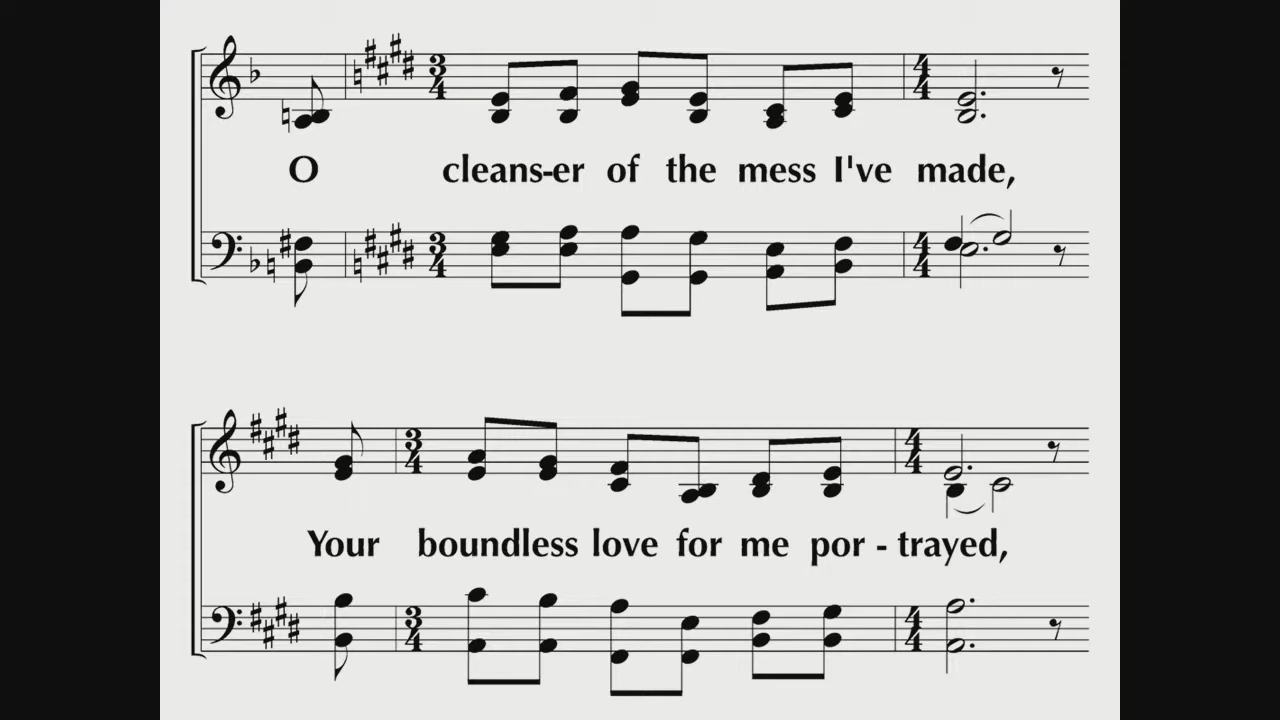 O cleans-er of the mess I've made,
Your boundless love for me por - trayed,